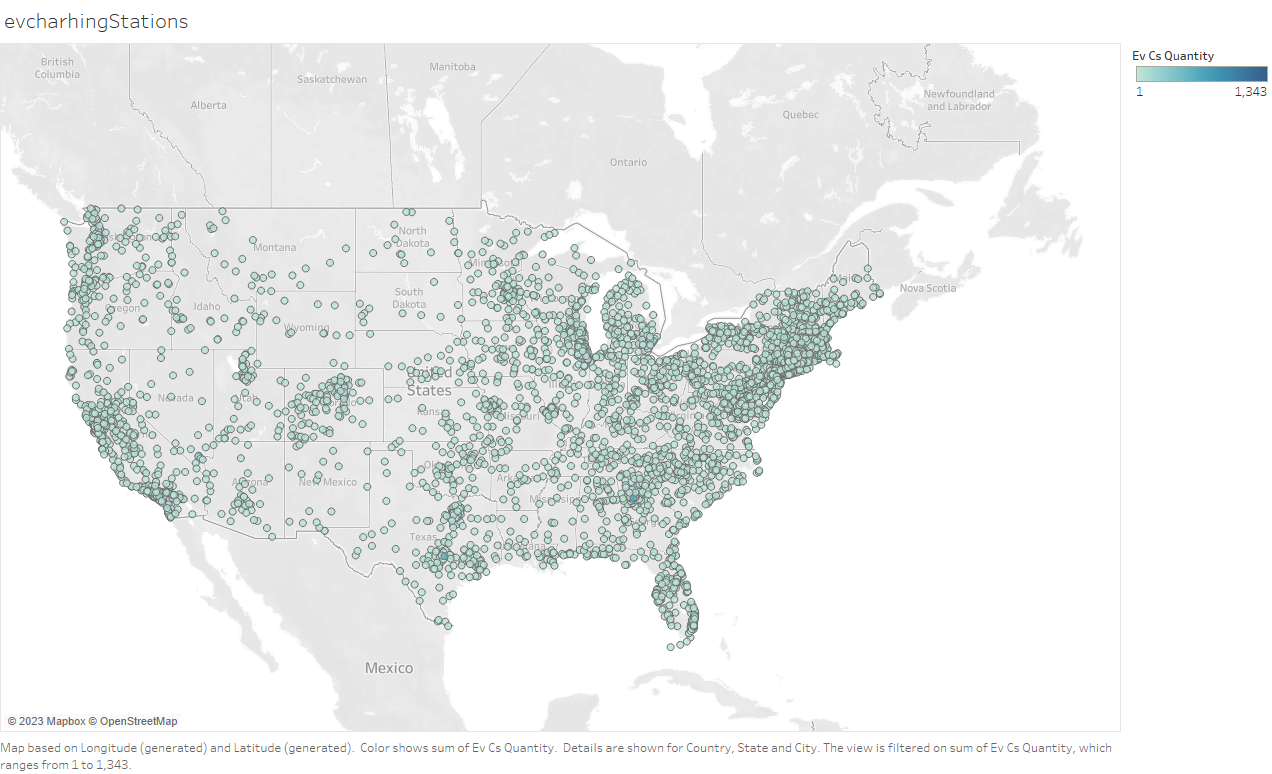 evcharhingStations
Ev Cs Quantity
1 1,343
British
Columbia
Alberta
Saskatchewan
Manitoba
Ontario
Quebec
Newfoundland
and Labrador
Nova Scotia
Montana
North
Dakota
South
Dakota
Idaho
Wyoming
Nevada
United
States
Arizona
New Mexico
Texas
Mexico
© 2023 Mapbox © OpenStreetMap
Map based on Longitude (generated) and Latitude (generated). Color shows sum of Ev Cs Quantity. Details are shown for Country, State and City. The view is filtered on sum of Ev Cs Quantity, which
ranges from 1 to 1,343.